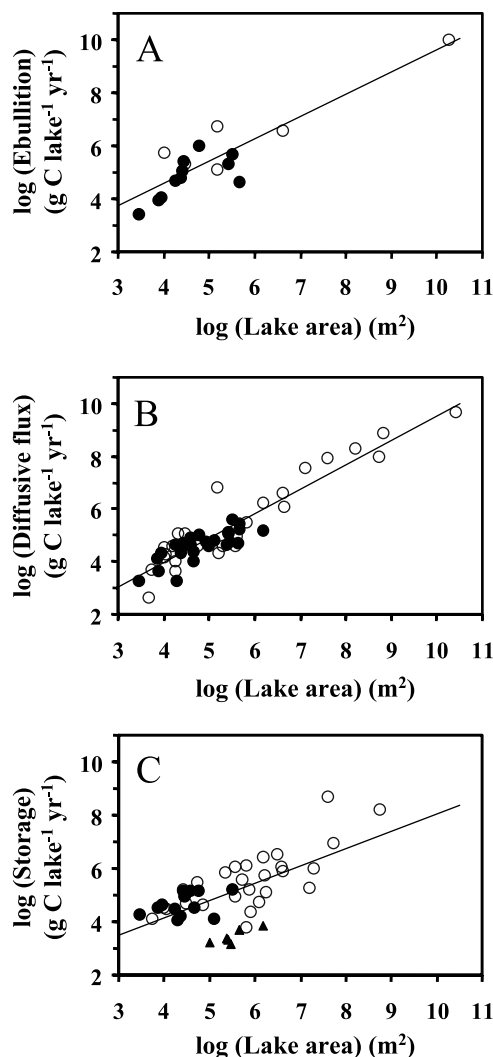 A
10
8
6
4
2
log (Ebullition)
(g C lake⁻¹ yr⁻¹)
3 4 5 6 7 8 9 10 11
log (Lake area) (m²)
B
10
8
6
4
2
log (Diffusive flux)
(g C lake⁻¹ yr⁻¹)
3 4 5 6 7 8 9 10 11
log (Lake area) (m²)
C
10
8
6
4
2
log (Storage)
(g C lake⁻¹ yr⁻¹)
3 4 5 6 7 8 9 10 11
log (Lake area) (m²)